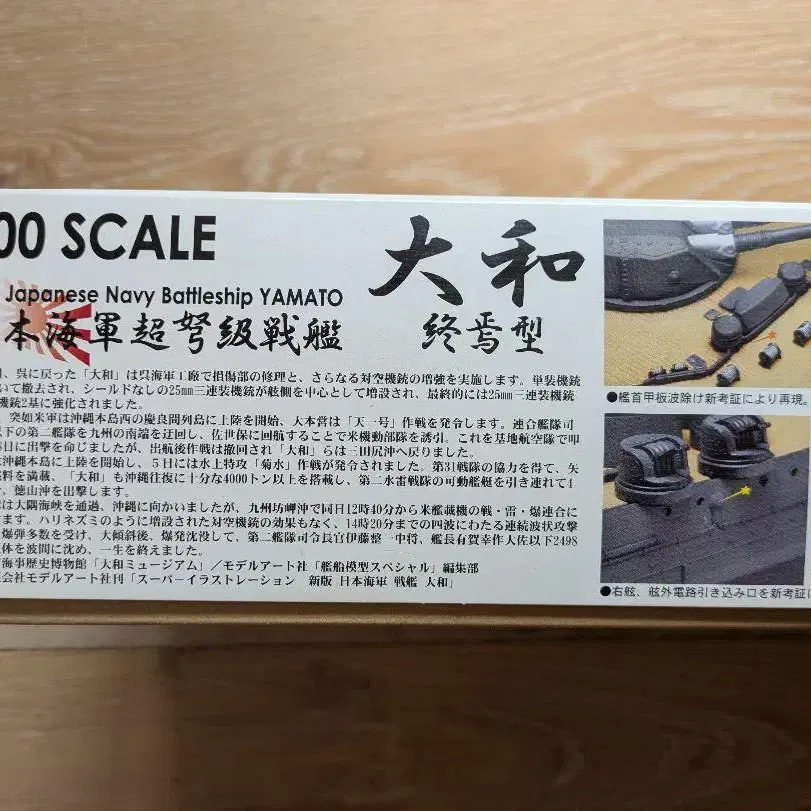 00 SCALE
Japanese Navy Battleship YAMATO
本海軍超弩級戦艦
大和
終焉型
、呉に戻った「大和」は呉海軍工廠で損傷部の修理と、さらなる対空機銃の増強を実施します。単装機銃
いて撤去され、シールドなしの25mm三連装機銃が舷側を中心として増設され、最終的には25mm三連装機銃
機銃2基に強化されました。
突如米軍は沖縄本島西の慶良間列島に上陸を開始、大本営は「天一号」作戦を発令します。連合艦隊司
以下の第二艦隊を九州の南端を迂回、佐世保に回航することで米機動部隊を誘引。これを基地航空隊で叩
日に出撃を命じましたが、出航後作戦は撤回され「大和」らは三田尻沖へ戻りました。
は沖縄本島に上陸を開始し、5日には水上特攻「菊水」作戦が発令されました。第31戦隊の協力を得て、矢
燃料を満載、「大和」も沖縄往復に十分な4000トン以上を搭載し、第二水雷戦隊の可動艦艇を引き連れて4
、徳山沖を出撃します。
は大隅海峡を通過、沖縄に向かいましたが、九州坊岬沖で同日12時40分から米艦載機の戦・雷・爆連合に
ます。ハリネズミのように増設された対空機銃の効果もなく、14時20分までの四波にわたる連続波状攻撃
爆弾多数を受け、大傾斜後、爆発沈没して、第二艦隊司令長官伊藤整一中将、艦長有賀幸作大佐以下2498
体を波間に沈め、一生を終えました。
海事歴史博物館「大和ミュージアム」／モデルアート社「艦船模型スペシャル」編集部
会社モデルアート社刊「スーパーイラストレーション 新版 日本海軍 戦艦 大和」
●艦首甲板波除け新考証により再現。
●右舷、舷外電路引き込み口を新考証に